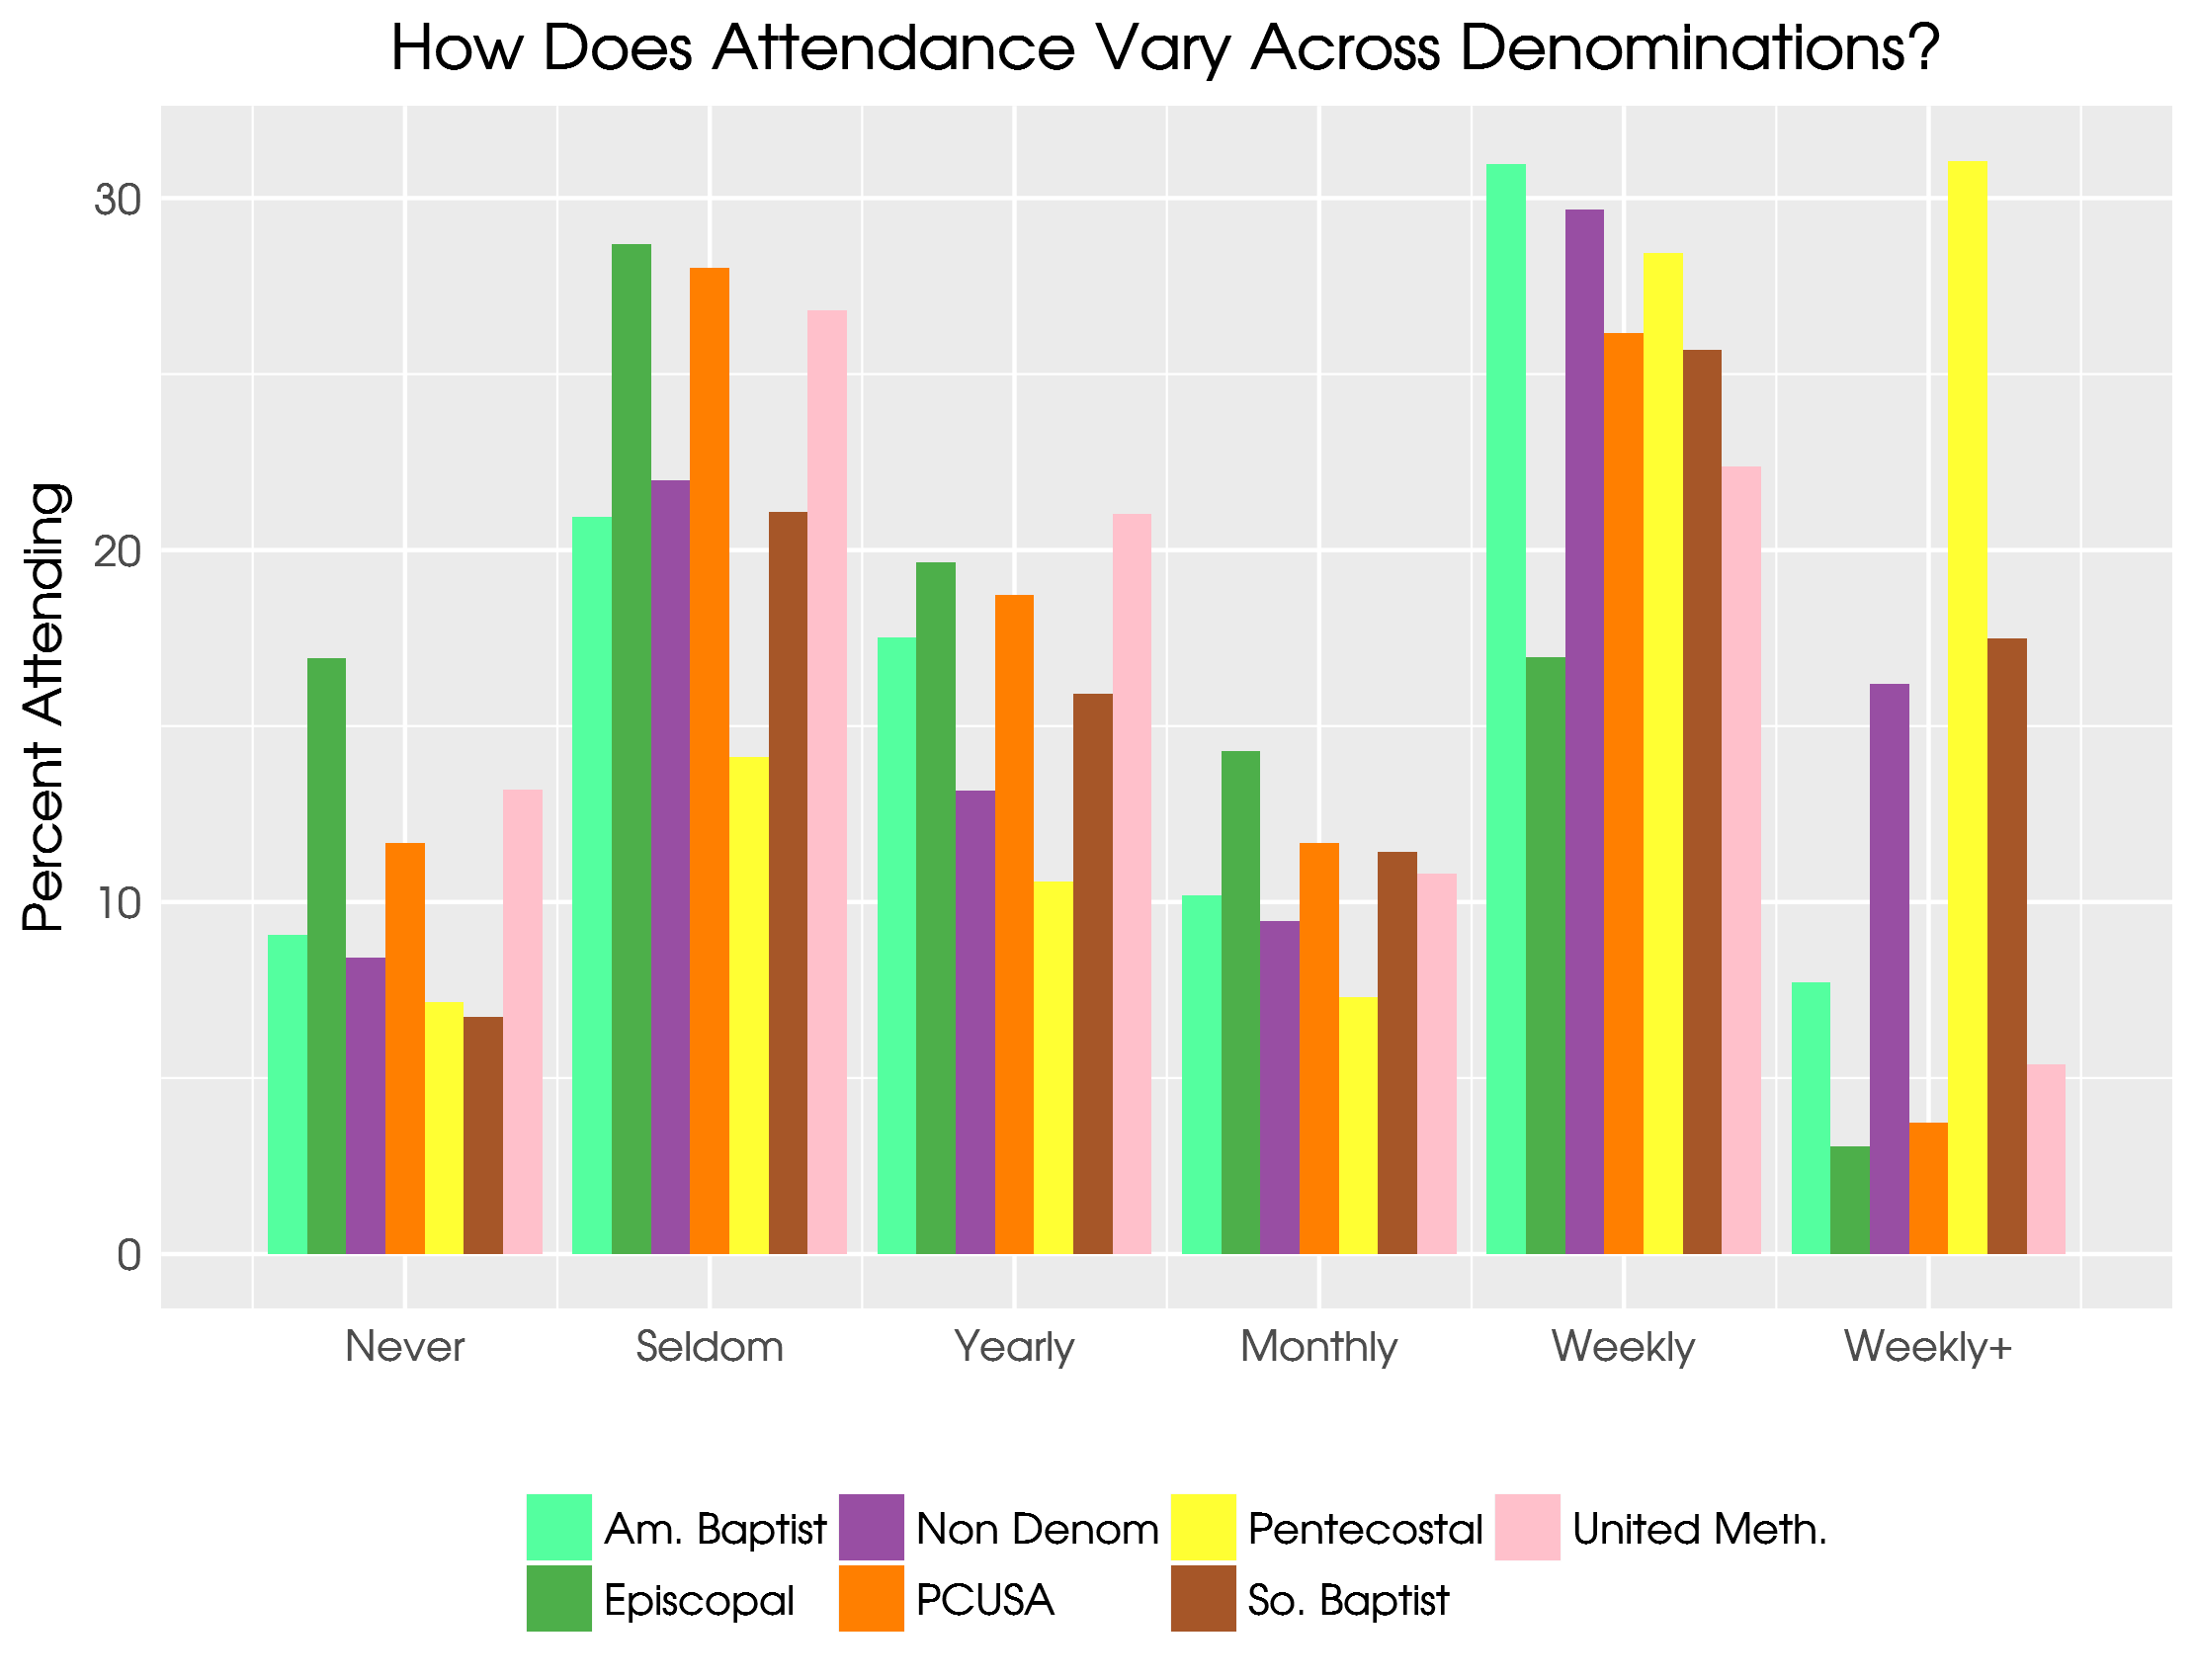 How Does Attendance Vary Across Denominations?
Percent Attending
30
20
10
0
Never Seldom Yearly Monthly Weekly Weekly+
Am. Baptist Non Denom Pentecostal United Meth.
Episcopal PCUSA So. Baptist